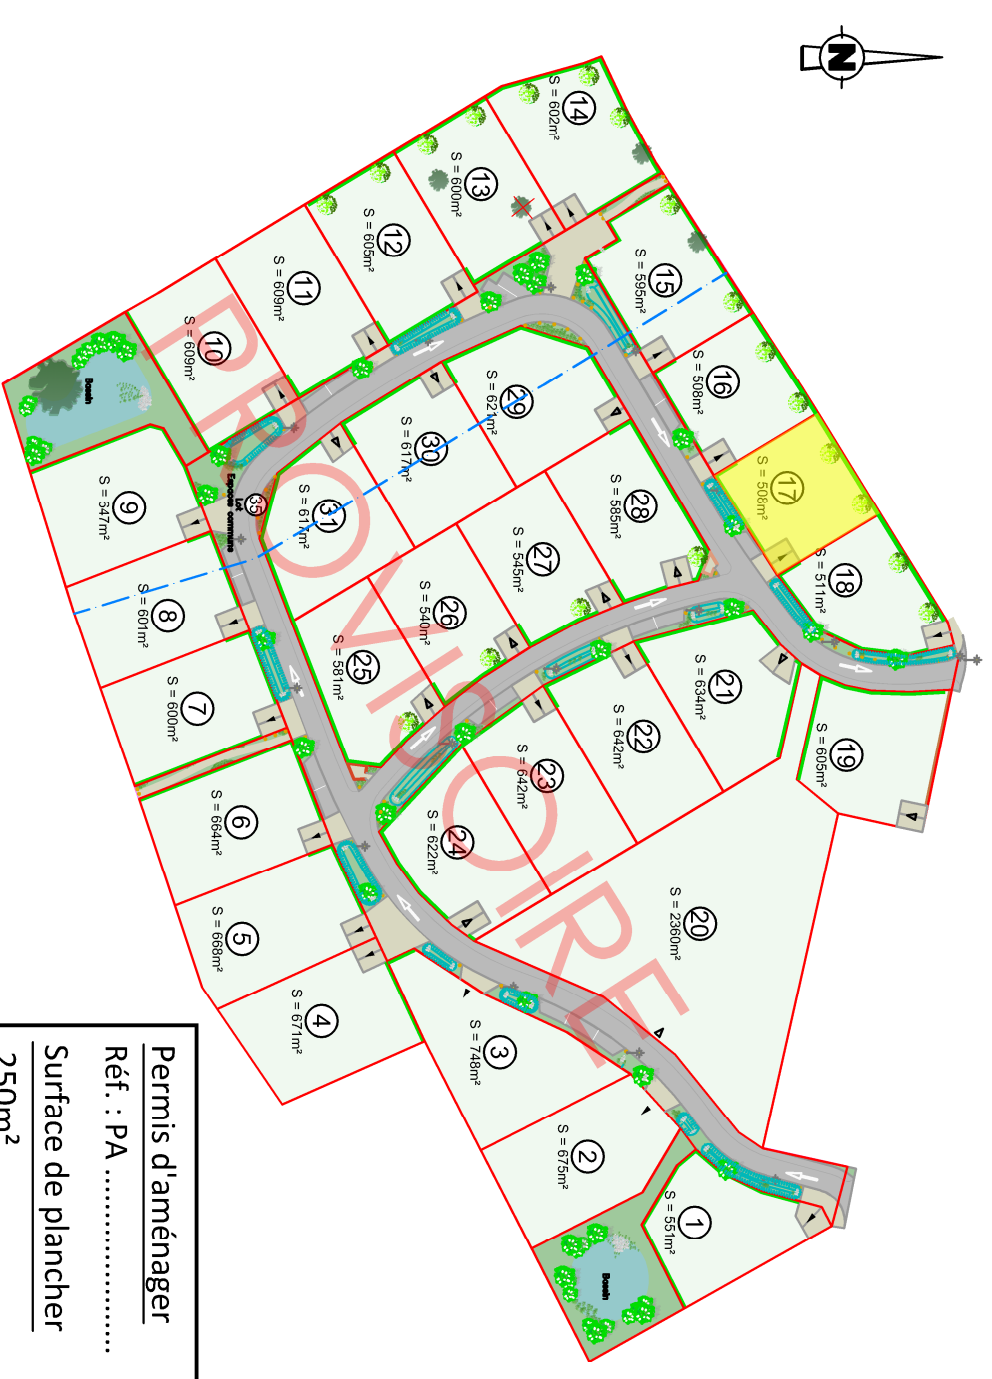 N
14
S = 602m²
13
S = 600m²
12
S = 605m²
11
S = 609m²
10
S = 609m²
15
S = 595m²
16
S = 508m²
17
S = 508m²
18
S = 511m²
19
S = 605m²
20
S = 2360m²
21
S = 634m²
22
S = 642m²
23
S = 642m²
24
S = 622m²
25
S = 581m²
26
S = 540m²
27
S = 545m²
28
S = 585m²
29
S = 621m²
30
S = 617m²
31
S = 617m²
35
Lot
Espaces commune
Bassin
9
S = 547m²
8
S = 601m²
7
S = 600m²
6
S = 664m²
5
S = 668m²
4
S = 671m²
3
S = 748m²
2
S = 675m²
1
S = 551m²
Bassin
PROVISOIRE
Permis d'aménager
Réf. : PA ..........................
Surface de plancher
250m²